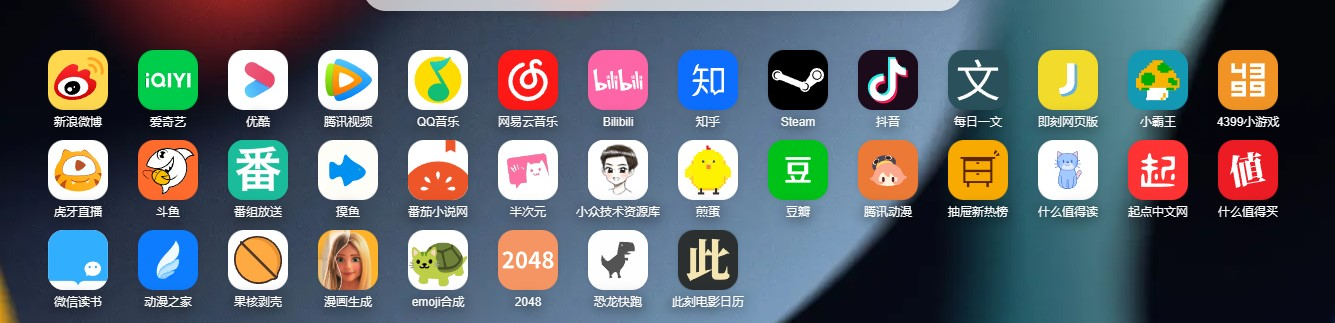 iQIYI
bilibili
知
文
J
4399
新浪微博
爱奇艺
优酷
腾讯视频
QQ音乐
网易云音乐
Bilibili
知乎
Steam
抖音
每日一文
即刻网页版
小霸王
4399小游戏
番
豆
起
值
虎牙直播
斗鱼
番组放送
摸鱼
番茄小说网
半次元
小众技术资源库
煎蛋
豆瓣
腾讯动漫
抽屉新热榜
什么值得读
起点中文网
什么值得买
2048
此
微信读书
动漫之家
果核剥壳
漫画生成
emoji合成
2048
恐龙快跑
此刻电影日历